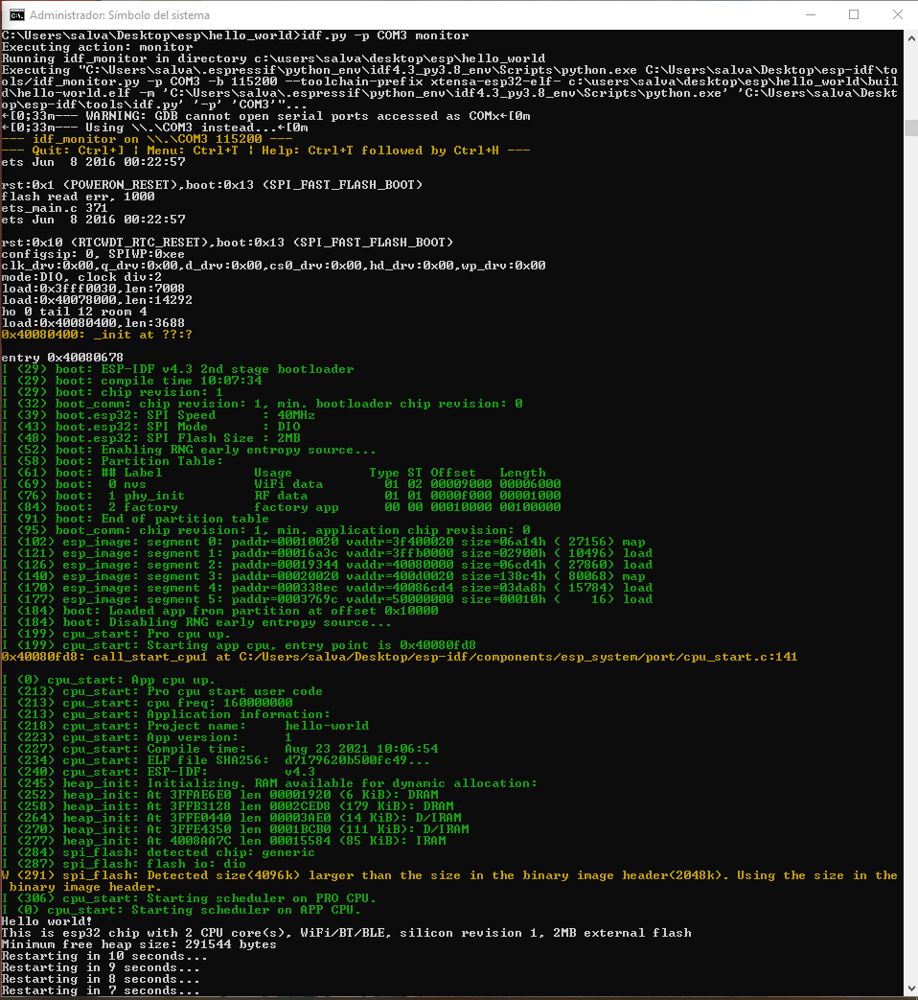 Administrador: Símbolo del sistema
C:\Users\salva\Desktop\esp\hello_world>idf.py -p COM3 monitor
Executing action: monitor
Running idf_monitor in directory c:\users\salva\desktop\esp\hello_world
Executing "C:\Users\salva\.espressif\python_env\idf4.3_py3.8_env\Scripts\python.exe C:\Users\salva\Desktop\esp-idf\to
ols/idf_monitor.py -p COM3 -b 115200 --toolchain-prefix xtensa-esp32-elf- c:\users\salva\desktop\esp\hello_world\buil
d\hello-world.elf -m 'C:\Users\salva\.espressif\python_env\idf4.3_py3.8_env\Scripts\python.exe' 'C:\Users\salva\Deskt
op\esp-idf\tools\idf.py' '-p' 'COM3'"...
←[0;33m--- WARNING: GDB cannot open serial ports accessed as COMx←[0m
←[0;33m--- Using \\.\COM3 instead...←[0m
--- idf_monitor on \\.\COM3 115200 ---
--- Quit: Ctrl+] ¦ Menu: Ctrl+T ¦ Help: Ctrl+T followed by Ctrl+H ---
ets Jun  8 2016 00:22:57
rst:0x1 (POWERON_RESET),boot:0x13 (SPI_FAST_FLASH_BOOT)
flash read err, 1000
ets_main.c 371
ets Jun  8 2016 00:22:57
rst:0x10 (RTCWDT_RTC_RESET),boot:0x13 (SPI_FAST_FLASH_BOOT)
configsip: 0, SPIWP:0xee
clk_drv:0x00,q_drv:0x00,d_drv:0x00,cs0_drv:0x00,hd_drv:0x00,wp_drv:0x00
mode:DIO, clock div:2
load:0x3fff0030,len:7008
load:0x40078000,len:14292
ho 0 tail 12 room 4
load:0x40080400,len:3688
0x40080400: _init at ??:?
entry 0x40080678
I (29) boot: ESP-IDF v4.3 2nd stage bootloader
I (29) boot: compile time 10:07:34
I (29) boot: chip revision: 1
I (32) boot_comm: chip revision: 1, min. bootloader chip revision: 0
I (39) boot.esp32: SPI Speed      : 40MHz
I (43) boot.esp32: SPI Mode       : DIO
I (48) boot.esp32: SPI Flash Size : 2MB
I (52) boot: Enabling RNG early entropy source...
I (58) boot: Partition Table:
I (61) boot: ## Label            Usage          Type ST Offset   Length
I (69) boot:  0 nvs              WiFi data        01 02 00009000 00006000
I (76) boot:  1 phy_init         RF data          01 01 0000f000 00001000
I (84) boot:  2 factory          factory app      00 00 00010000 00100000
I (91) boot: End of partition table
I (95) boot_comm: chip revision: 1, min. application chip revision: 0
I (102) esp_image: segment 0: paddr=00010020 vaddr=3f400020 size=06a14h ( 27156) map
I (121) esp_image: segment 1: paddr=00016a3c vaddr=3ffb0000 size=02900h ( 10496) load
I (126) esp_image: segment 2: paddr=00019344 vaddr=40080000 size=06cd4h ( 27860) load
I (140) esp_image: segment 3: paddr=00020020 vaddr=400d0020 size=138c4h ( 80068) map
I (170) esp_image: segment 4: paddr=000338ec vaddr=40086cd4 size=03da8h ( 15784) load
I (177) esp_image: segment 5: paddr=0003769c vaddr=50000000 size=00010h (    16) load
I (184) boot: Loaded app from partition at offset 0x10000
I (184) boot: Disabling RNG early entropy source...
I (199) cpu_start: Pro cpu up.
I (199) cpu_start: Starting app cpu, entry point is 0x40080fd8
0x40080fd8: call_start_cpu1 at C:/Users/salva/Desktop/esp-idf/components/esp_system/port/cpu_start.c:141
I (0) cpu_start: App cpu up.
I (213) cpu_start: Pro cpu start user code
I (213) cpu_start: cpu freq: 160000000
I (213) cpu_start: Application information:
I (218) cpu_start: Project name:     hello-world
I (223) cpu_start: App version:      1
I (227) cpu_start: Compile time:     Aug 23 2021 10:06:54
I (234) cpu_start: ELF file SHA256:  d7179620b500fc49...
I (240) cpu_start: ESP-IDF:          v4.3
I (245) heap_init: Initializing. RAM available for dynamic allocation:
I (252) heap_init: At 3FFAE6E0 len 00001920 (6 KiB): DRAM
I (258) heap_init: At 3FFB3128 len 0002CED8 (179 KiB): DRAM
I (264) heap_init: At 3FFE0440 len 00003AE0 (14 KiB): D/IRAM
I (270) heap_init: At 3FFE4350 len 0001BCB0 (111 KiB): D/IRAM
I (277) heap_init: At 4008AA7C len 00015584 (85 KiB): IRAM
I (284) spi_flash: detected chip: generic
I (287) spi_flash: flash io: dio
W (291) spi_flash: Detected size(4096k) larger than the size in the binary image header(2048k). Using the size in the
 binary image header.
I (306) cpu_start: Starting scheduler on PRO CPU.
I (0) cpu_start: Starting scheduler on APP CPU.
Hello world!
This is esp32 chip with 2 CPU core(s), WiFi/BT/BLE, silicon revision 1, 2MB external flash
Minimum free heap size: 291544 bytes
Restarting in 10 seconds...
Restarting in 9 seconds...
Restarting in 8 seconds...
Restarting in 7 seconds...